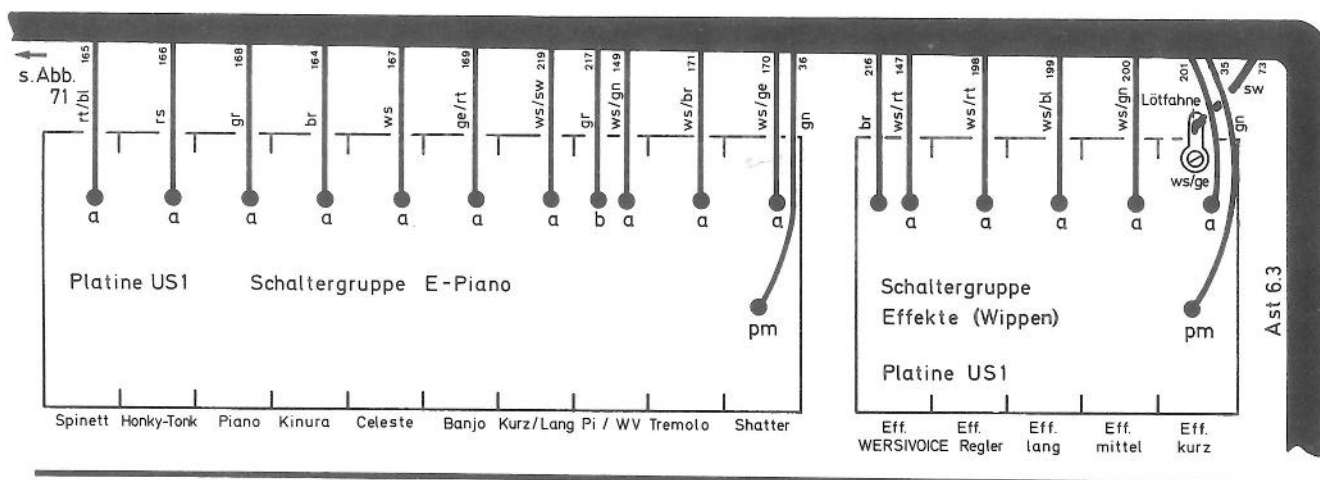 165 166 168 164 167 169 219 217 149 171 170 36 216 147 198 199 200 201 35 73
s.Abb.
71
rt/bl rs gr br ws ge/rt ws/sw gr ws/gn ws/br ws/ge gn br ws/rt ws/rt ws/bl ws/gn Lötfahne sw gn
ws/ge
a a a a a a a b a a a a a a a a
Platine US1 Schaltergruppe E-Piano
pm
Schaltergruppe
Effekte (Wippen)
pm
Platine US1
Ast 6.3
Spinett Honky-Tonk Piano Kinura Celeste Banjo Kurz/Lang Pi / WV Tremolo Shatter
Eff. Eff. Eff. Eff. Eff.
WERSIVOICE Regler lang mittel kurz